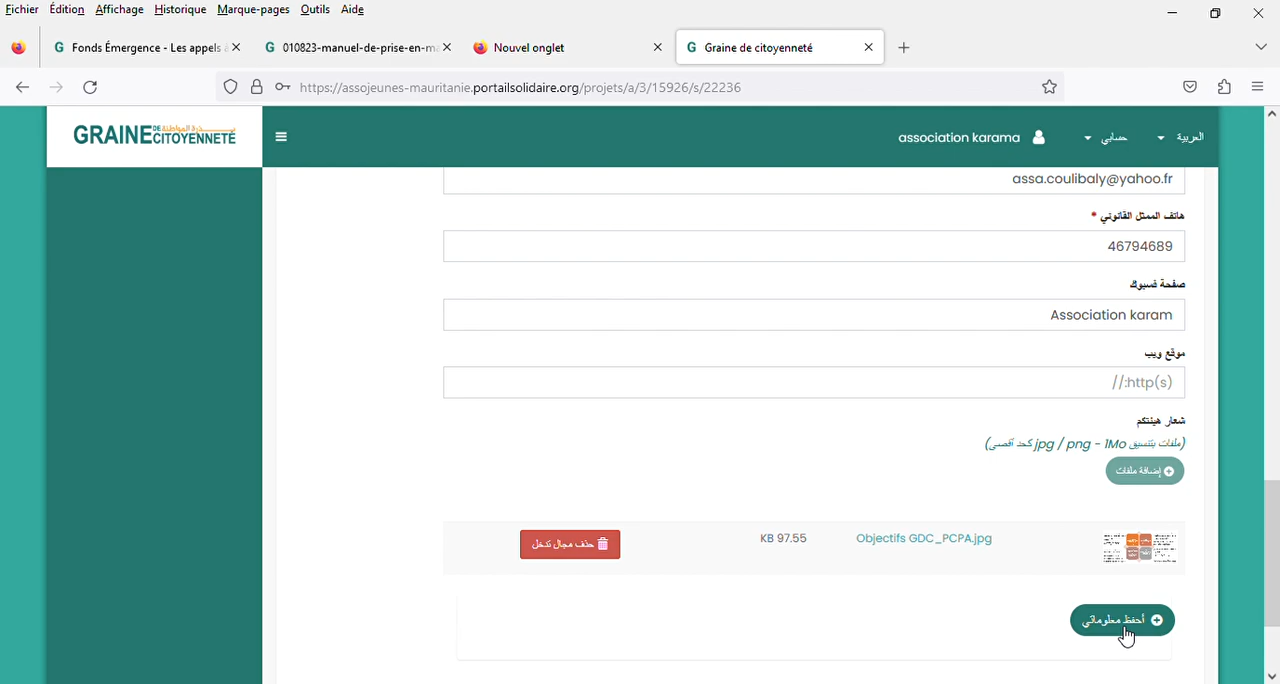 Fichier Édition Affichage Historique Marque-pages Outils Aide
Fonds Émergence - Les appels à
010823-manuel-de-prise-en-ma
Nouvel onglet
Graine de citoyenneté
https://assojeunes-mauritanie.portailsolidaire.org/projets/a/3/15926/s/22236
GRAINE DE CITOYENNETÉ
بـــــذرة المواطنة
association karama
حسابي
العربية
assa.coulibaly@yahoo.fr
هاتف الممثل القانوني *
46794689
صفحة فسبوك
Association karam
موقع ويب
http(s)://
شعار هيئتكم
(ملفات بتنسيق jpg / png - 1Mo كحد أقصى)
إضافة ملفات
Objectifs GDC_PCPA.jpg
97.55 KB
حذف مجال تدخل
أحفظ معلوماتي